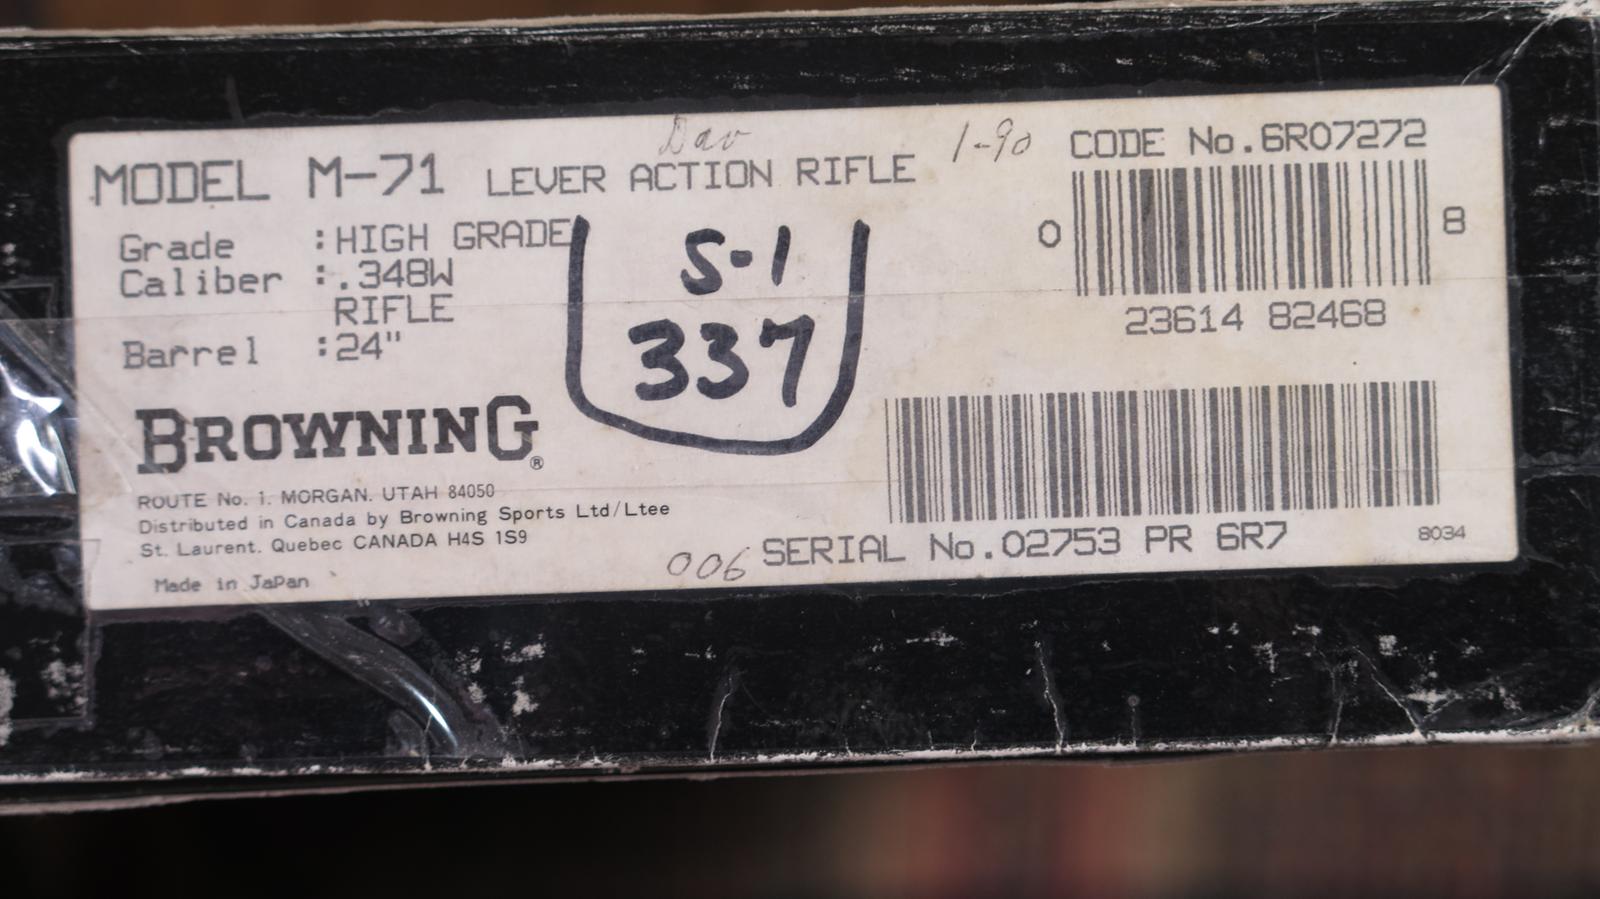 Dav 1-90
MODEL M-71 LEVER ACTION RIFLE
CODE No.6R07272
Grade :HIGH GRADE
Caliber :.348W
RIFLE
Barrel :24"
S-1
337
0 8
23614 82468
BROWNING®
ROUTE No. 1. MORGAN. UTAH 84050
Distributed in Canada by Browning Sports Ltd/Ltee
St. Laurent. Quebec CANADA H4S 1S9
Made in JaPan
006 SERIAL No.02753 PR 6R7
8034